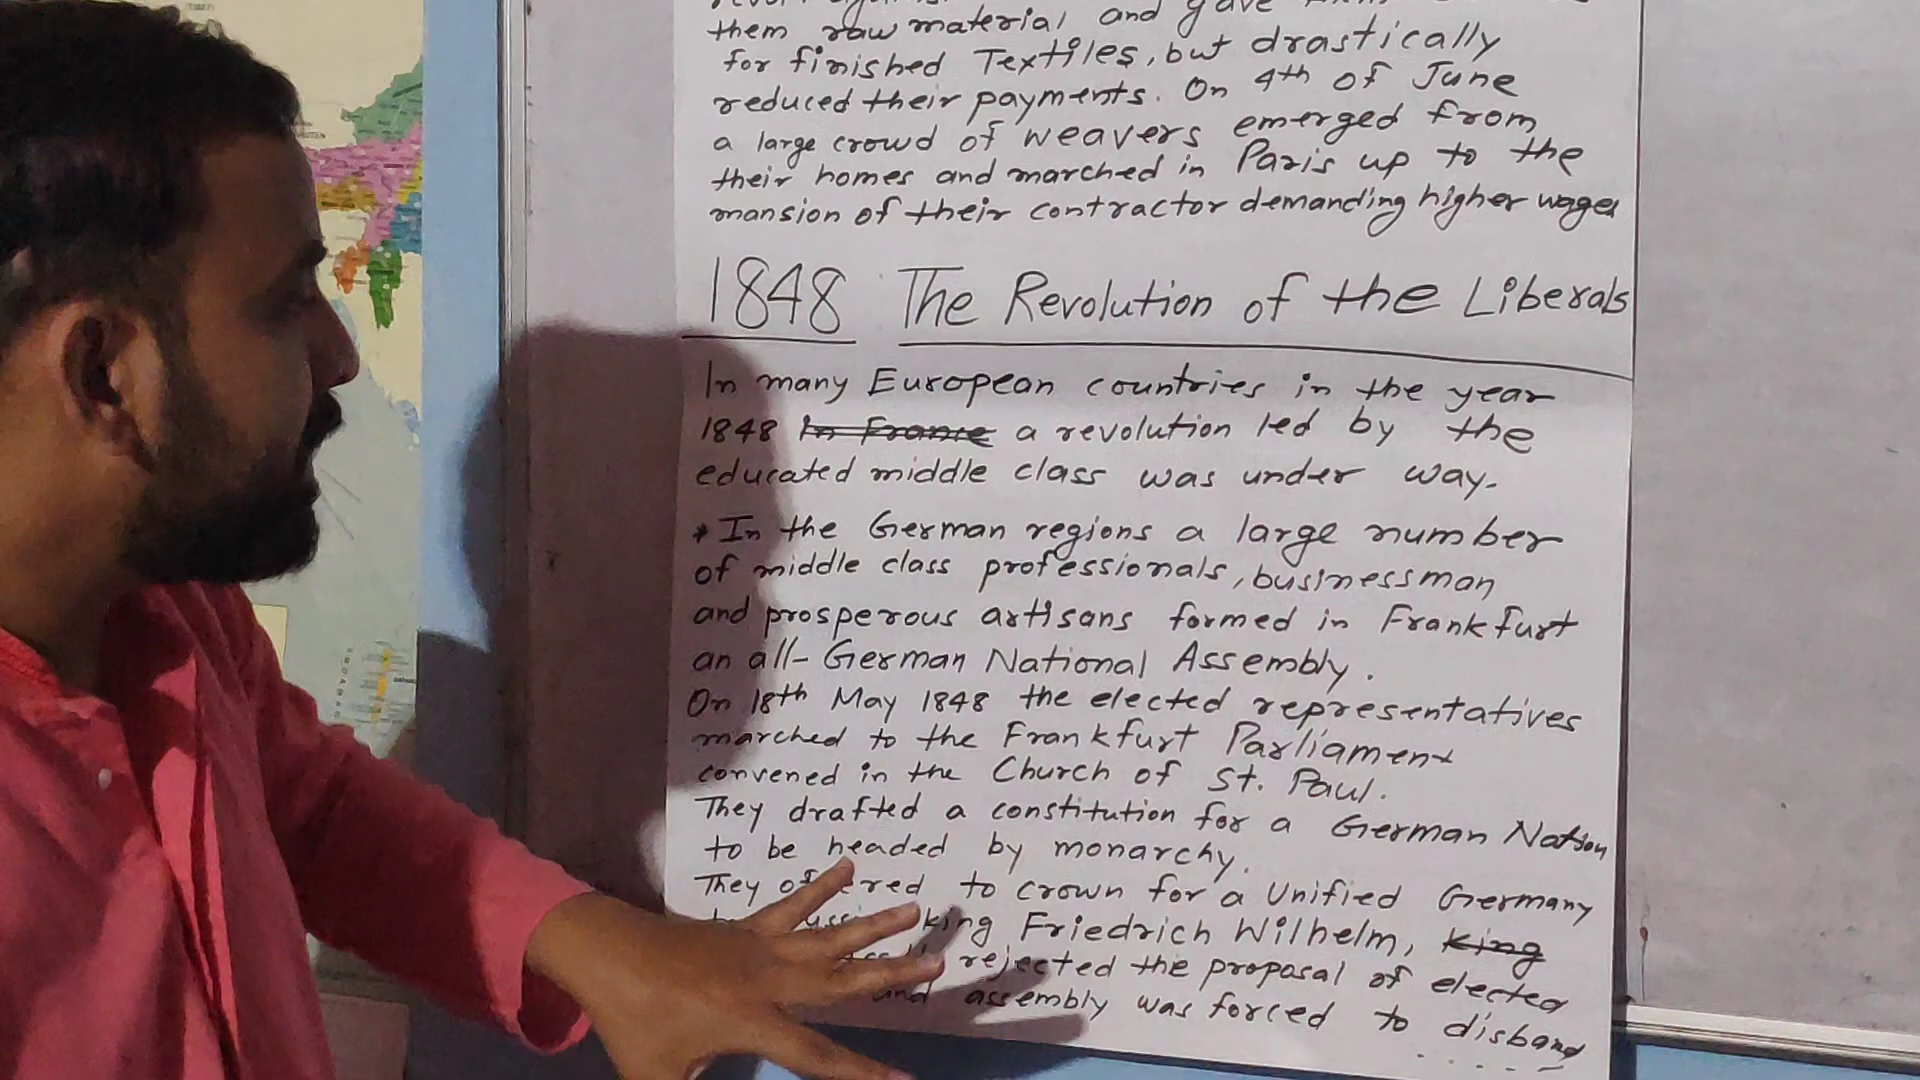 them raw material and gave
for finished Textiles, but drastically
reduced their payments. On 4th of June
a large crowd of weavers emerged from
their homes and marched in Pairs up to the
mansion of their contractor demanding higher wages
1848 The Revolution of the Liberals
In many European countries in the year
1848 in France a revolution led by the
educated middle class was under way.
* In the German regions a large number
of middle class professionals, businessman
and prosperous artisans formed in Frankfurt
an all-German National Assembly.
On 18th May 1848 the elected representatives
marched to the Frankfurt Parliament
convened in the Church of St. Paul.
They drafted a constitution for a German Nation
to be headed by monarchy.
They to crown for a Unified Germany
king Friedrich Wilhelm, king
rejected the proposal of elected
and assembly was forced to disband